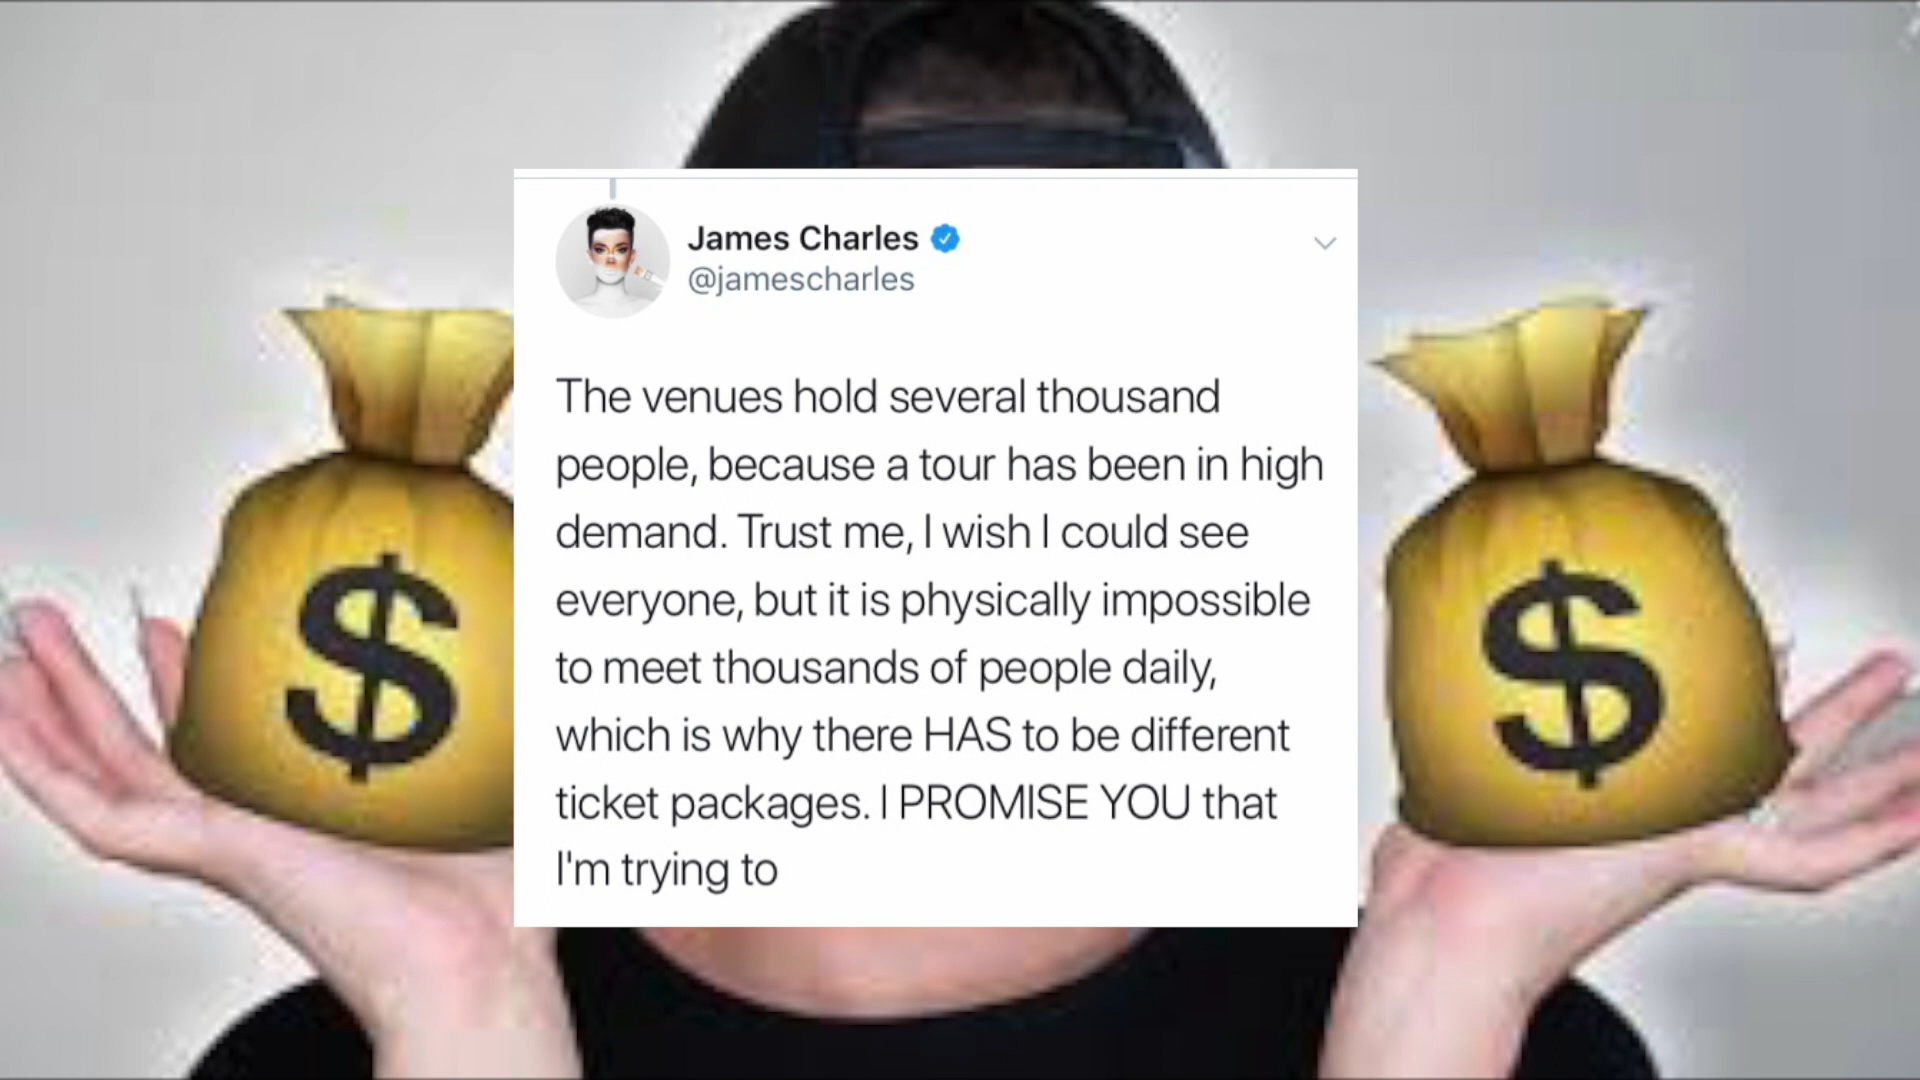 James Charles
@jamescharles
The venues hold several thousand
people, because a tour has been in high
demand. Trust me, I wish I could see
everyone, but it is physically impossible
to meet thousands of people daily,
which is why there HAS to be different
ticket packages. I PROMISE YOU that
I'm trying to
$ $